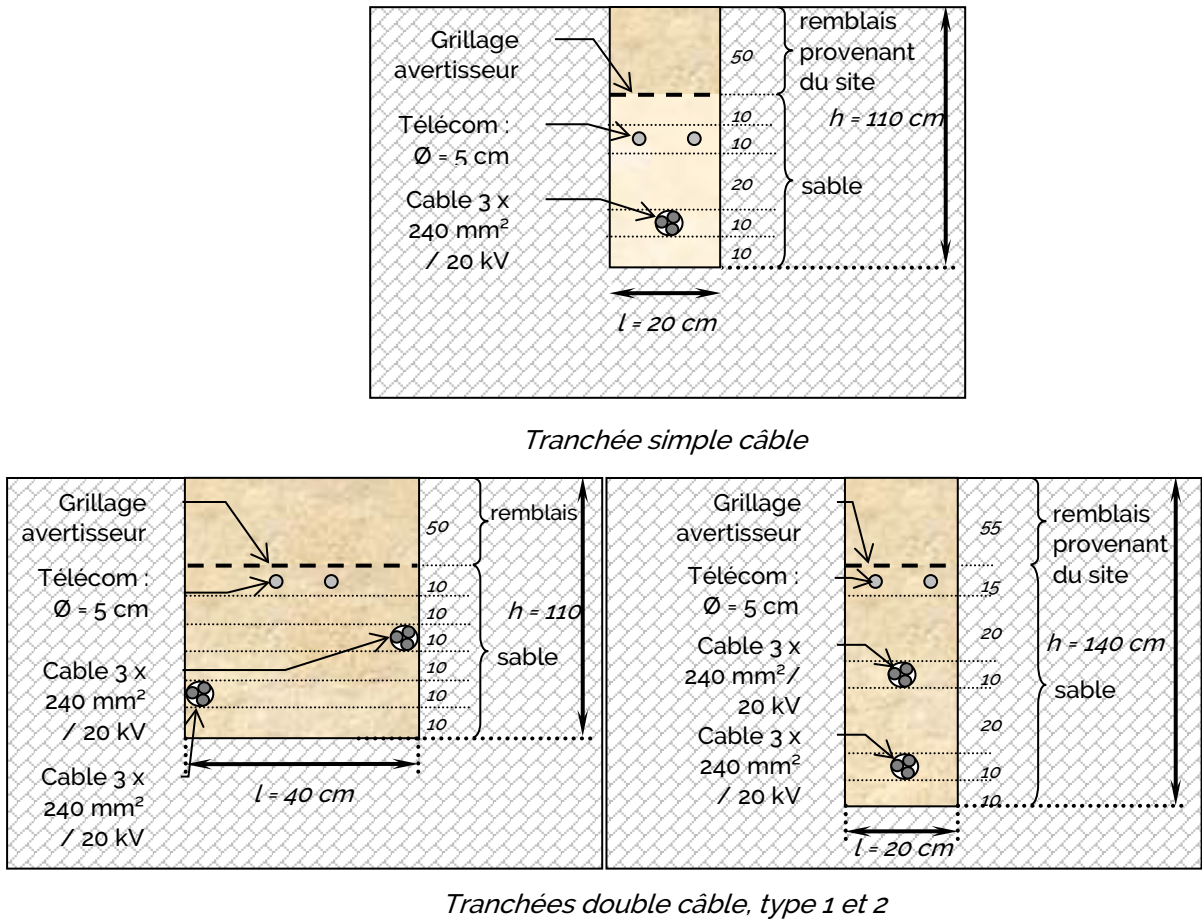 Grillage
avertisseur
Télécom :
Ø = 5 cm
Cable 3 x
240 mm²
/ 20 kV
50
10
10
20
10
10
remblais
provenant
du site
sable
h = 110 cm
l = 20 cm
Tranchée simple câble
Grillage
avertisseur
Télécom :
Ø = 5 cm
Cable 3 x
240 mm²
/ 20 kV
Cable 3 x
240 mm²
/ 20 kV
50
10
10
10
10
10
10
remblais
sable
h = 110
l = 40 cm
Grillage
avertisseur
Télécom :
Ø = 5 cm
Cable 3 x
240 mm²/
20 kV
Cable 3 x
240 mm²
/ 20 kV
55
15
20
10
20
10
10
remblais
provenant
du site
sable
h = 140 cm
l = 20 cm
Tranchées double câble, type 1 et 2